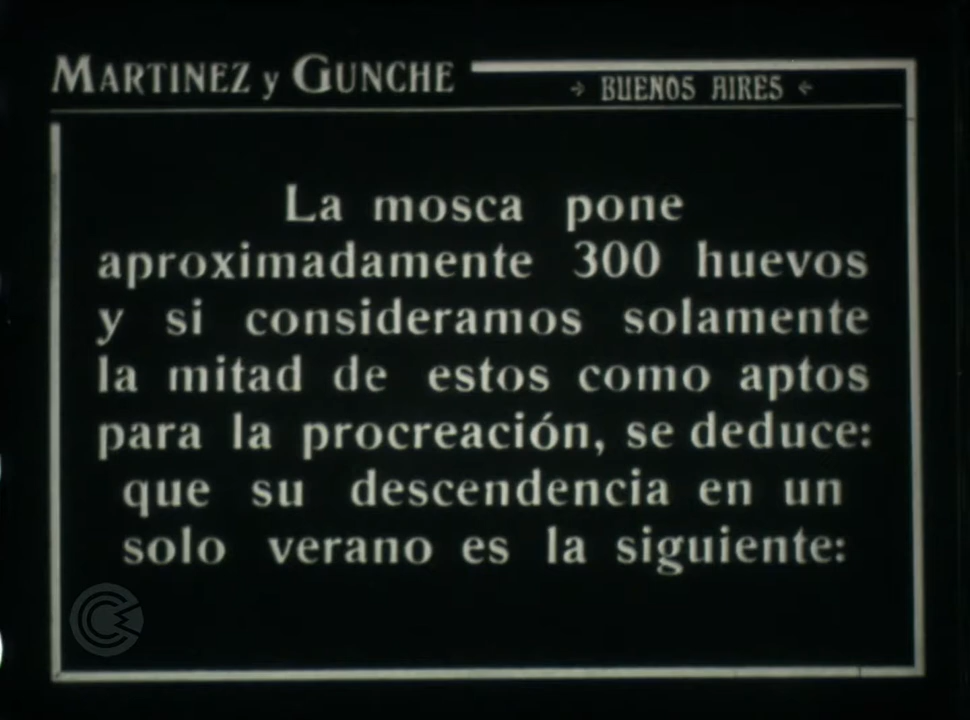 MARTINEZ y GUNCHE
BUENOS AIRES
La mosca pone
aproximadamente 300 huevos
y si consideramos solamente
la mitad de estos como aptos
para la procreación, se deduce:
que su descendencia en un
solo verano es la siguiente: